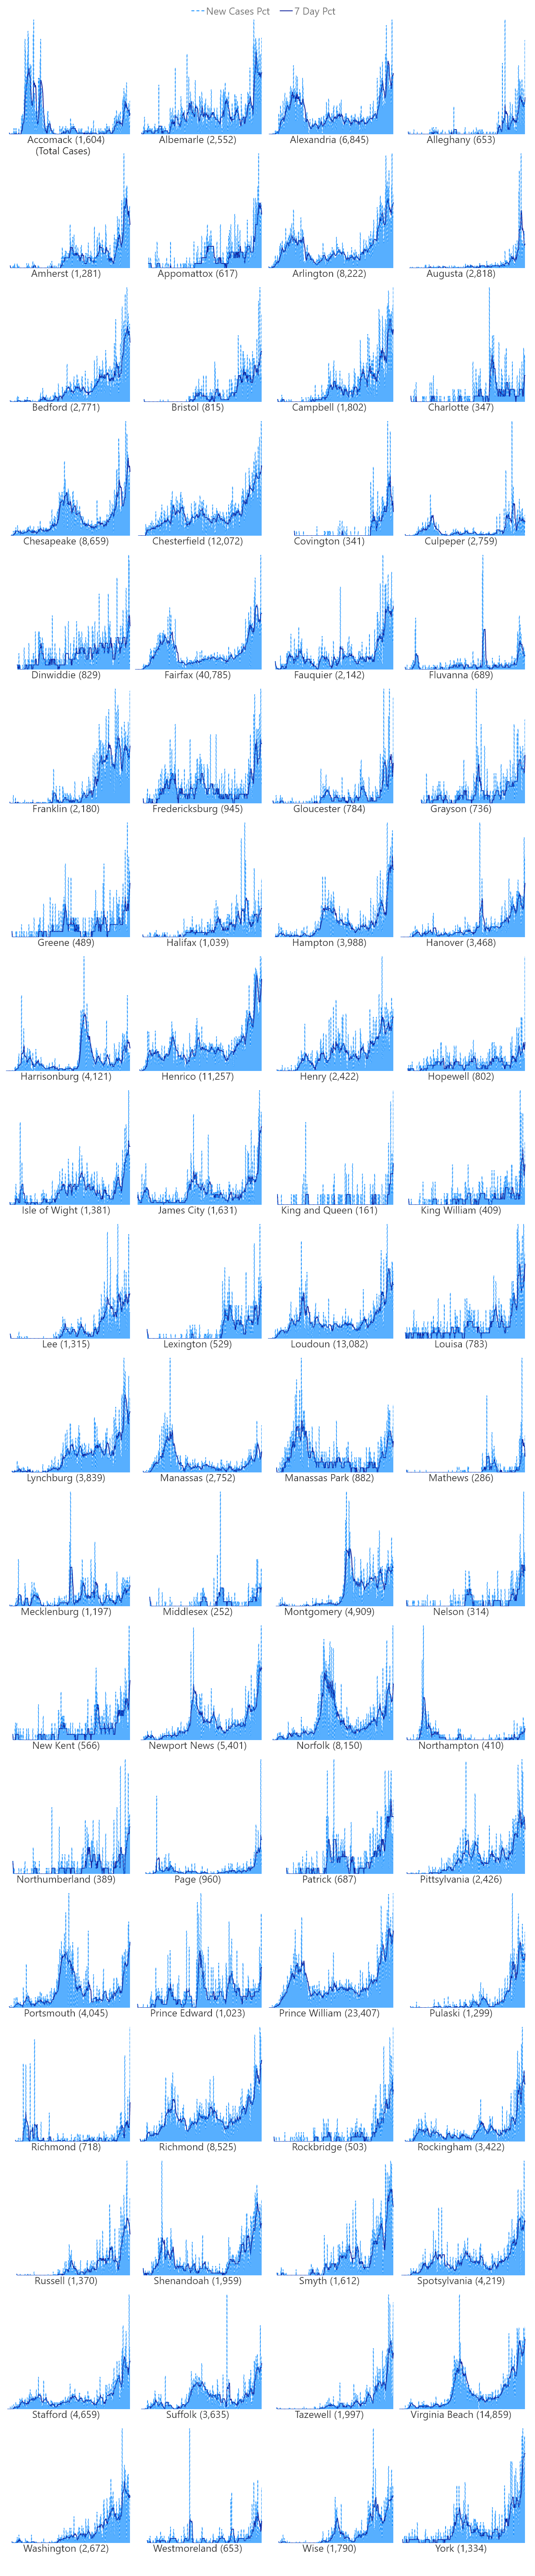 New Cases Pct 7 Day Pct
Accomack (1,604) Albemarle (2,552) Alexandria (6,845) Alleghany (653)
(Total Cases)
Amherst (1,281) Appomattox (617) Arlington (8,222) Augusta (2,818)
Bedford (2,771) Bristol (815) Campbell (1,802) Charlotte (347)
Chesapeake (8,659) Chesterfield (12,072) Covington (341) Culpeper (2,759)
Dinwiddie (829) Fairfax (40,785) Fauquier (2,142) Fluvanna (689)
Franklin (2,180) Fredericksburg (945) Gloucester (784) Grayson (736)
Greene (489) Halifax (1,039) Hampton (3,988) Hanover (3,468)
Harrisonburg (4,121) Henrico (11,257) Henry (2,422) Hopewell (802)
Isle of Wight (1,381) James City (1,631) King and Queen (161) King William (409)
Lee (1,315) Lexington (529) Loudoun (13,082) Louisa (783)
Lynchburg (3,839) Manassas (2,752) Manassas Park (882) Mathews (286)
Mecklenburg (1,197) Middlesex (252) Montgomery (4,909) Nelson (314)
New Kent (566) Newport News (5,401) Norfolk (8,150) Northampton (410)
Northumberland (389) Page (960) Patrick (687) Pittsylvania (2,426)
Portsmouth (4,045) Prince Edward (1,023) Prince William (23,407) Pulaski (1,299)
Richmond (718) Richmond (8,525) Rockbridge (503) Rockingham (3,422)
Russell (1,370) Shenandoah (1,959) Smyth (1,612) Spotsylvania (4,219)
Stafford (4,659) Suffolk (3,635) Tazewell (1,997) Virginia Beach (14,859)
Washington (2,672) Westmoreland (653) Wise (1,790) York (1,334)